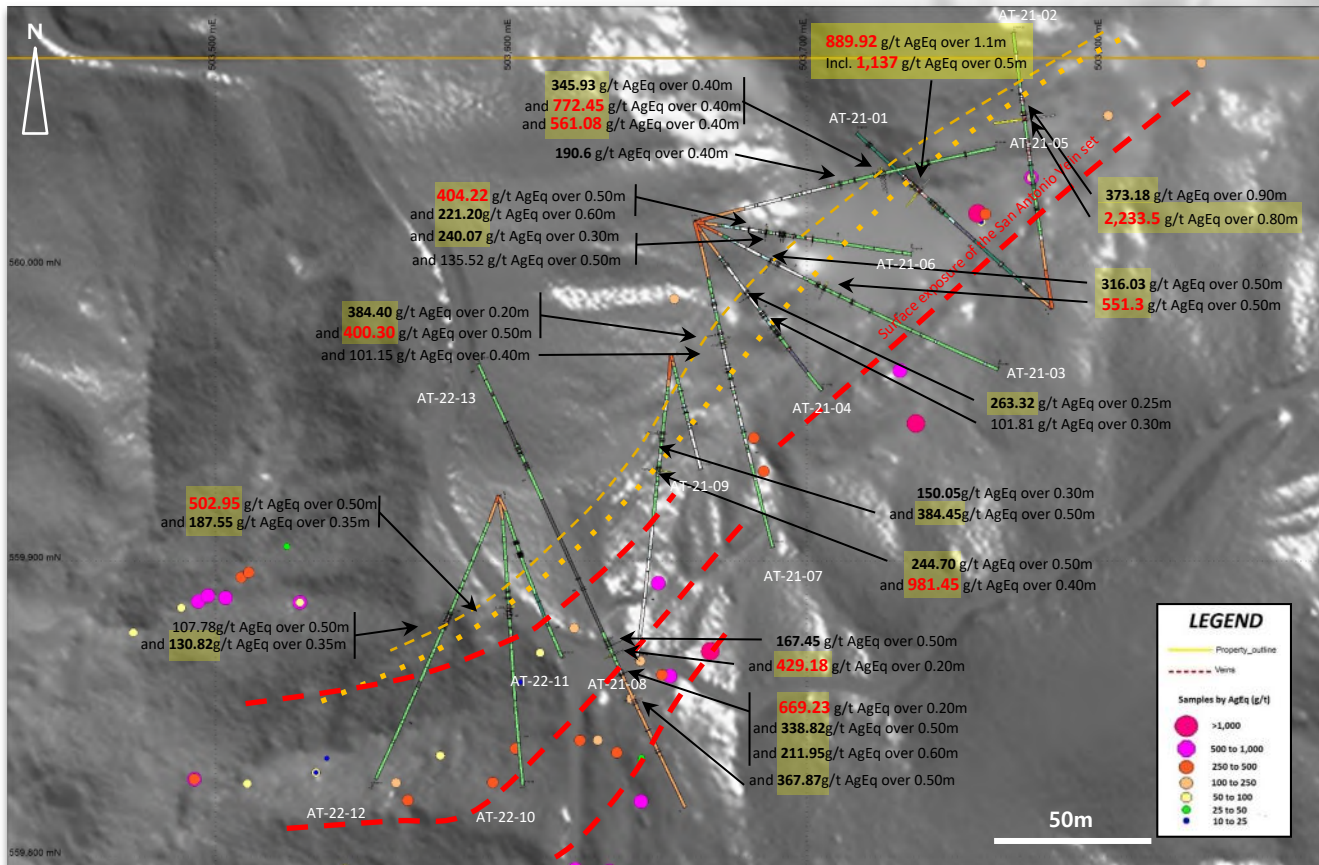 N
503,500 mE
503,600 mE
503,700 mE
AT-21-02
889.92 g/t AgEq over 1.1m
Incl. 1,137 g/t AgEq over 0.5m
345.93 g/t AgEq over 0.40m
and 772.45 g/t AgEq over 0.40m
and 561.08 g/t AgEq over 0.40m
AT-21-01
AT-21-05
190.6 g/t AgEq over 0.40m
373.18 g/t AgEq over 0.90m
2,233.5 g/t AgEq over 0.80m
404.22 g/t AgEq over 0.50m
and 221.20g/t AgEq over 0.60m
and 240.07 g/t AgEq over 0.30m
and 135.52 g/t AgEq over 0.50m
Surface exposure of the San Antonio Vein set
560,000 mN
AT-21-06
316.03 g/t AgEq over 0.50m
551.3 g/t AgEq over 0.50m
384.40 g/t AgEq over 0.20m
and 400.30 g/t AgEq over 0.50m
and 101.15 g/t AgEq over 0.40m
AT-22-13
AT-21-03
AT-21-04
263.32 g/t AgEq over 0.25m
101.81 g/t AgEq over 0.30m
AT-21-09
502.95 g/t AgEq over 0.50m
and 187.55 g/t AgEq over 0.35m
150.05g/t AgEq over 0.30m
and 384.45g/t AgEq over 0.50m
559,900 mN
AT-21-07
244.70 g/t AgEq over 0.50m
and 981.45 g/t AgEq over 0.40m
107.78g/t AgEq over 0.50m
and 130.82g/t AgEq over 0.35m
167.45 g/t AgEq over 0.50m
and 429.18 g/t AgEq over 0.20m
AT-22-11
AT-21-08
669.23 g/t AgEq over 0.20m
and 338.82g/t AgEq over 0.50m
and 211.95g/t AgEq over 0.60m
and 367.87g/t AgEq over 0.50m
AT-22-12
AT-22-10
50m
559,800 mN
LEGEND
Property_outline
Veins
Samples by AgEq (g/t)
>1,000
500 to 1,000
250 to 500
100 to 250
50 to 100
25 to 50
10 to 25